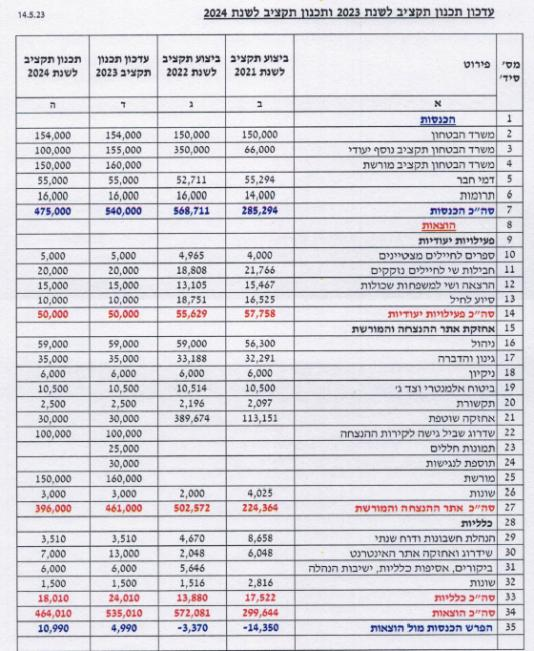 14.5.23
עדכון תכנון תקציב לשנת 2023 ותכנון תקציב לשנת 2024
מס' סיד' פירוט ביצוע תקציב לשנת 2021 ביצוע תקציב לשנת 2022 עדכון תכנון תקציב 2023 תכנון תקציב לשנת 2024
א ב ג ד ה
1 הכנסות
2 משרד הבטחון 150,000 150,000 154,000 154,000
3 משרד הבטחון תקציב נוסף יעודי 66,000 350,000 155,000 100,000
4 משרד הבטחון תקציב מורשת 160,000 150,000
5 דמי חבר 55,294 52,711 55,000 55,000
6 תרומות 14,000 16,000 16,000 16,000
7 סה"כ הכנסות 285,294 568,711 540,000 475,000
8 הוצאות
9 פעילויות יעודיות
10 ספרים לחיילים מצטיינים 4,000 4,965 5,000 5,000
11 חבילות שי לחיילים נזקקים 21,766 18,808 20,000 20,000
12 הרצאה ושי למשפחות שכולות 15,467 13,105 15,000 15,000
13 סיוע לחיל 16,525 18,751 10,000 10,000
14 סה"כ פעילויות יעודיות 57,758 55,629 50,000 50,000
15 אחזקת אתר ההנצחה והמורשת
16 ניהול 56,300 59,000 59,000 59,000
17 גינון והדברה 32,291 33,188 35,000 35,000
18 ניקיון 6,000 6,000 6,000 6,000
19 ביטוח אלמנטרי וצד ג' 10,500 10,514 10,500 10,500
20 תקשורת 2,097 2,196 2,500 2,500
21 אחזקה שוטפת 113,151 389,674 30,000 30,000
22 שדרוג שביל גישה לקירות ההנצחה 100,000 100,000
23 תמונות חללים 25,000
24 תוספת לנגישות 30,000
25 מורשת 160,000 150,000
26 שונות 4,025 2,000 3,000 3,000
27 סה"כ אתר ההנצחה והמורשת 224,364 502,572 461,000 396,000
28 כלליות
29 הנהלת חשבונות ודוח שנתי 8,658 4,670 3,510 3,510
30 שידרוג ואחזקת אתר האינטרנט 6,048 2,048 13,000 7,000
31 ביקורים, אסיפות כלליות, ישיבות הנהלה 5,646 6,000 6,000
32 שונות 2,816 1,516 1,500 1,500
33 סה"כ כלליות 17,522 13,880 24,010 18,010
34 סה"כ הוצאות 299,644 572,081 535,010 464,010
35 הפרש הכנסות מול הוצאות -14,350 -3,370 4,990 10,990